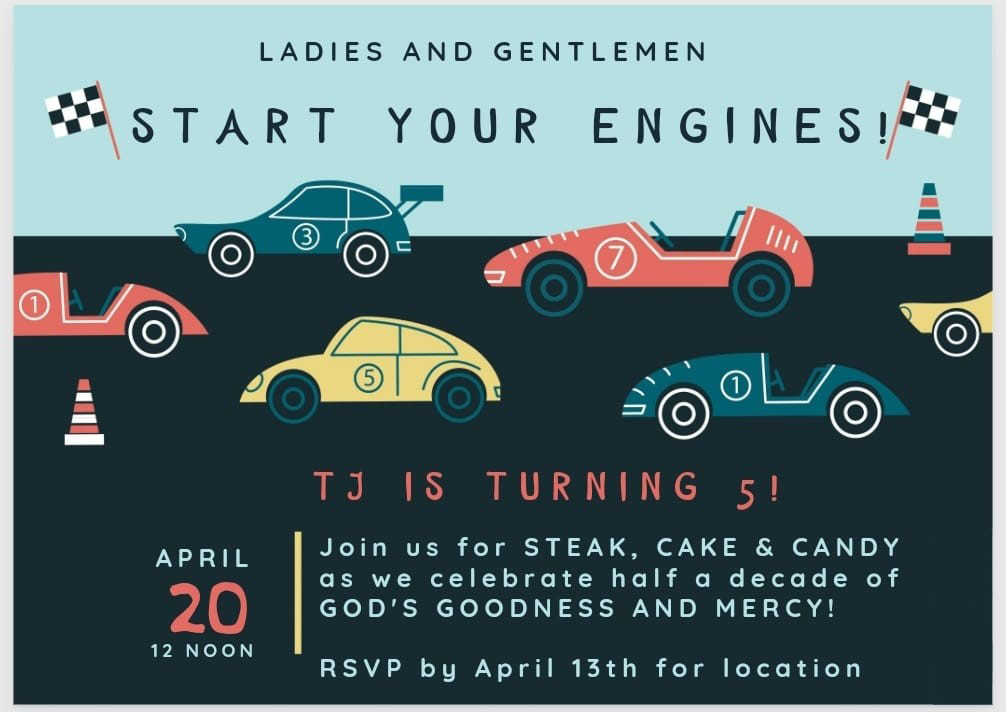 LADIES AND GENTLEMEN
START YOUR ENGINES!
3
7
1
5
1
TJ IS TURNING 5!
APRIL
20
12 NOON
Join us for STEAK, CAKE & CANDY
as we celebrate half a decade of
GOD'S GOODNESS AND MERCY!
RSVP by April 13th for location